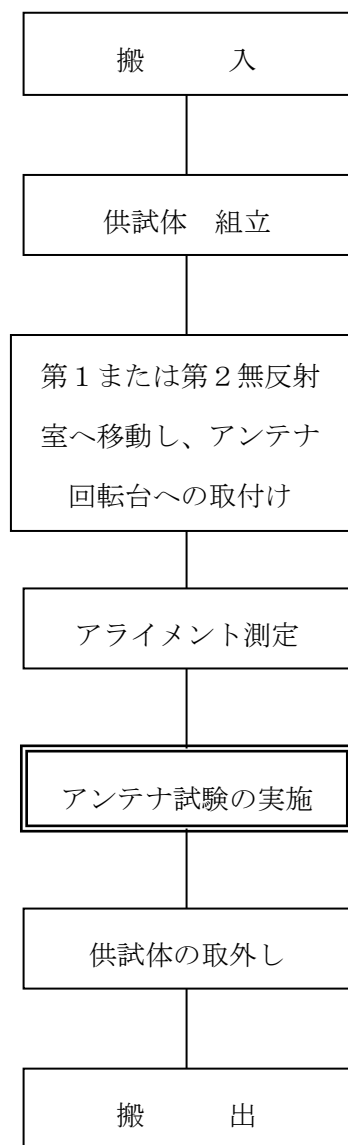 搬　　　入
供試体　組立
第１または第２無反射
室へ移動し、アンテナ
回転台への取付け
アライメント測定
アンテナ試験の実施
供試体の取外し
搬　　　出